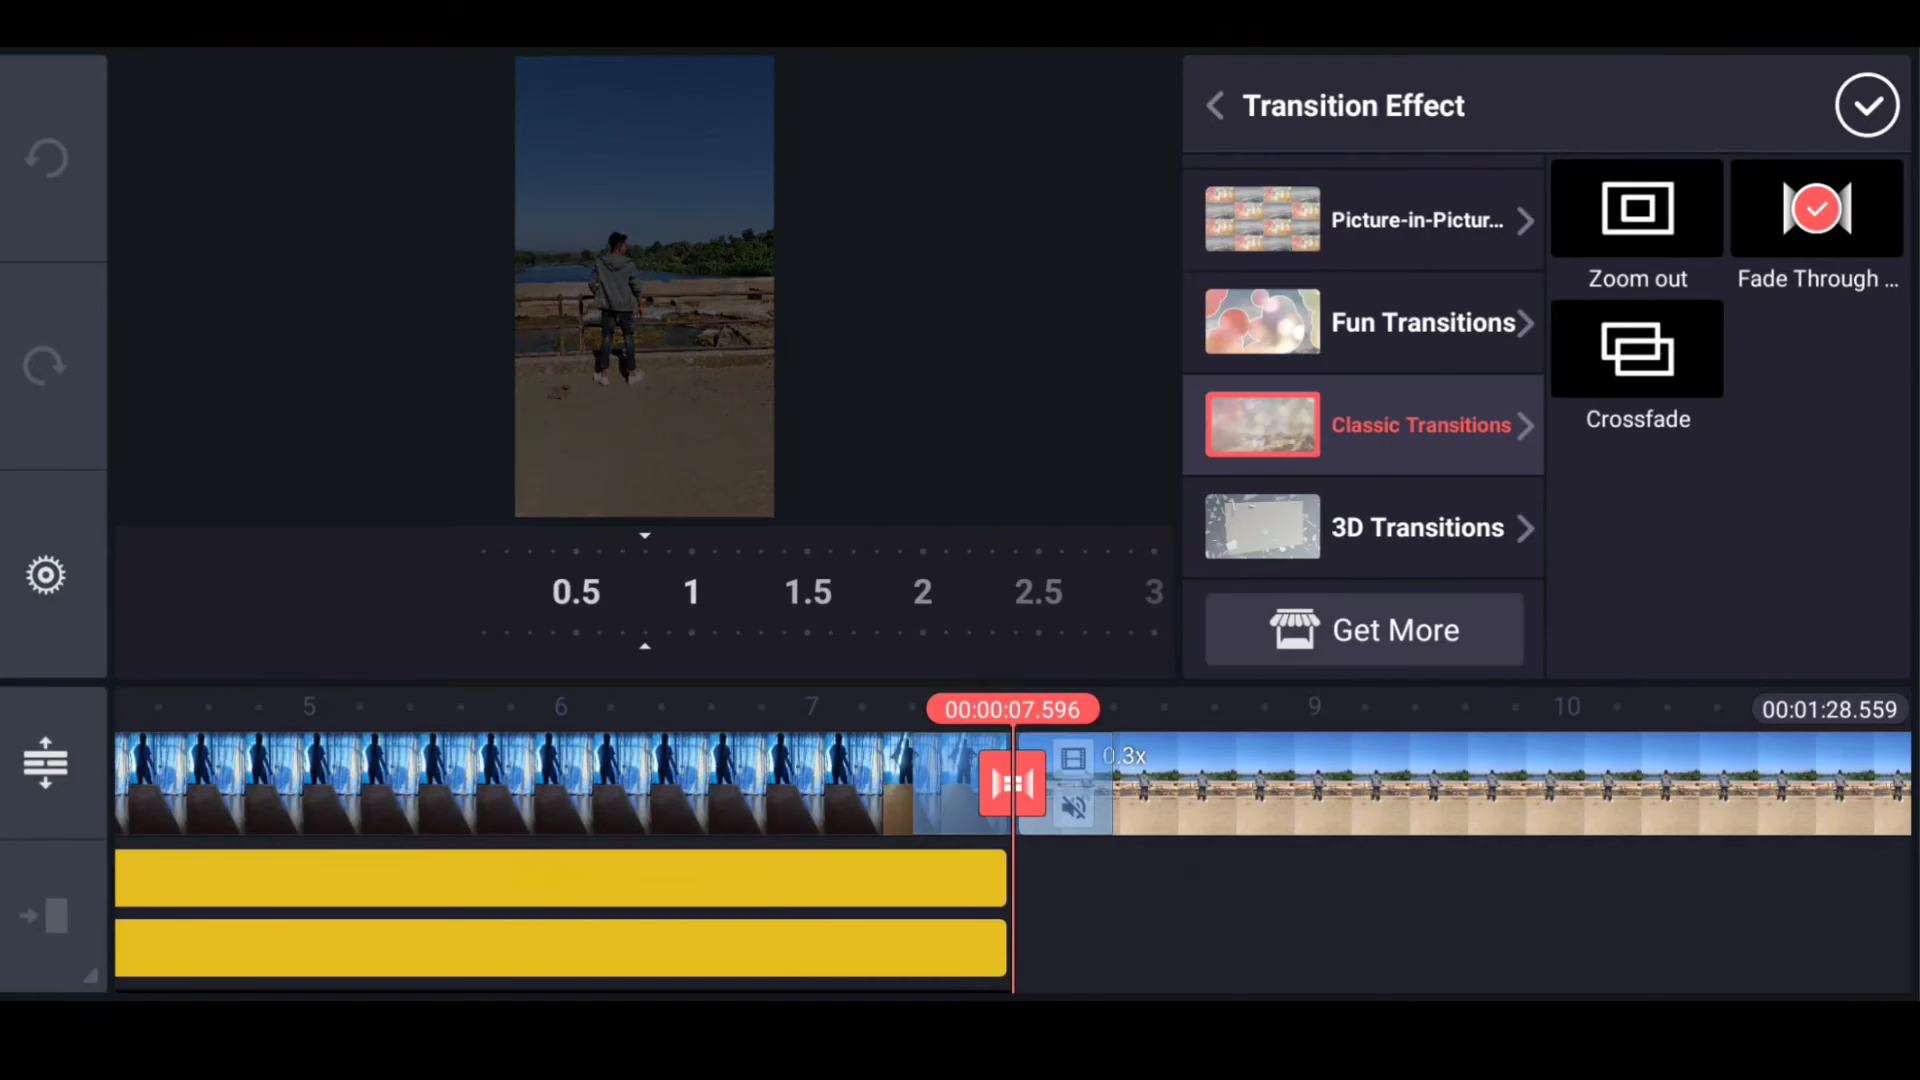 Transition Effect
Picture-in-Pictur...
Fun Transitions
Classic Transitions
3D Transitions
Get More
Zoom out
Fade Through ...
Crossfade
0.5 1 1.5 2 2.5 3
5 6 7 00:00:07.596 9 10 00:01:28.559
0.3x